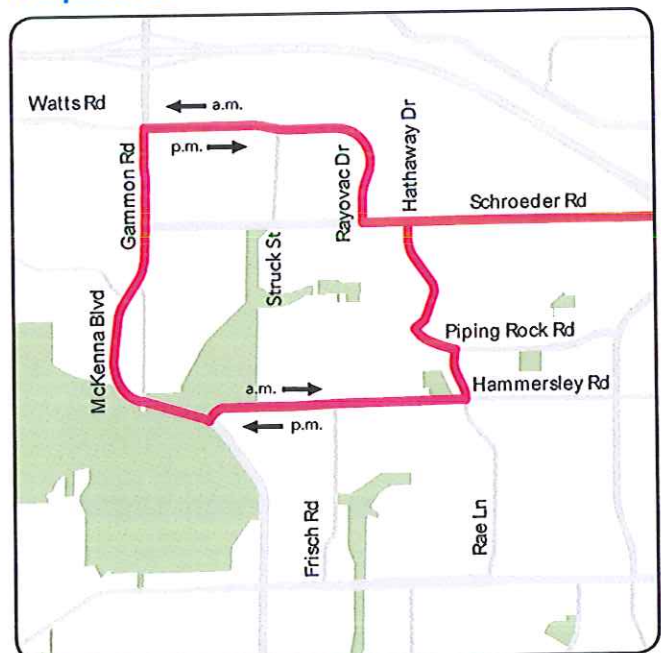 Watts Rd
a.m.
p.m.
Gammon Rd
Rayovac Dr
Hathaway Dr
Schroeder Rd
Struck St
McKenna Blvd
Piping Rock Rd
a.m.
Hammersley Rd
p.m.
Frisch Rd
Rae Ln